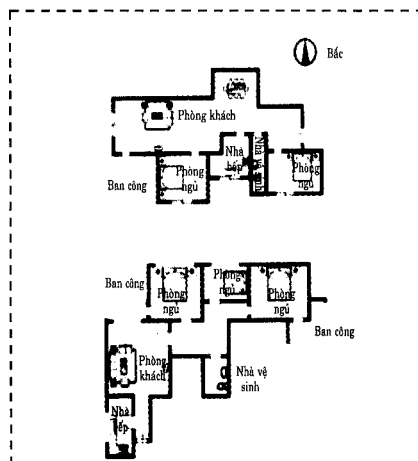 Bắc
Phòng khách
Nhà
bếp
Nhà vệ sinh
Phòng
ngủ
Phòng
ngủ
Ban công
Ban công
Phòng
ngủ
Phòng
ngủ
Phòng
ngủ
Ban công
Phòng
khách
Nhà vệ
sinh
Nhà
bếp